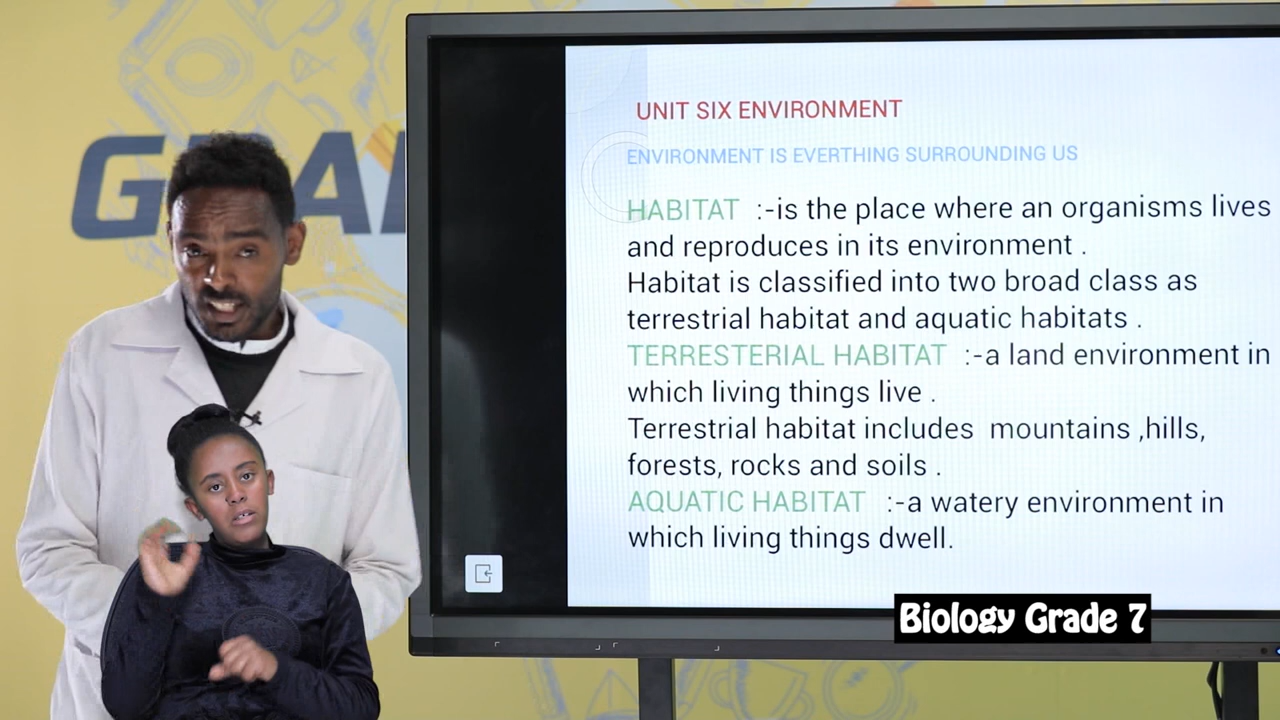 UNIT SIX ENVIRONMENT
ENVIRONMENT IS EVERTHING SURROUNDING US
HABITAT :-is the place where an organisms lives
and reproduces in its environment .
Habitat is classified into two broad class as
terrestrial habitat and aquatic habitats .
TERRESTERIAL HABITAT :-a land environment in
which living things live .
Terrestrial habitat includes mountains ,hills,
forests, rocks and soils .
AQUATIC HABITAT :-a watery environment in
which living things dwell.
Biology Grade 7